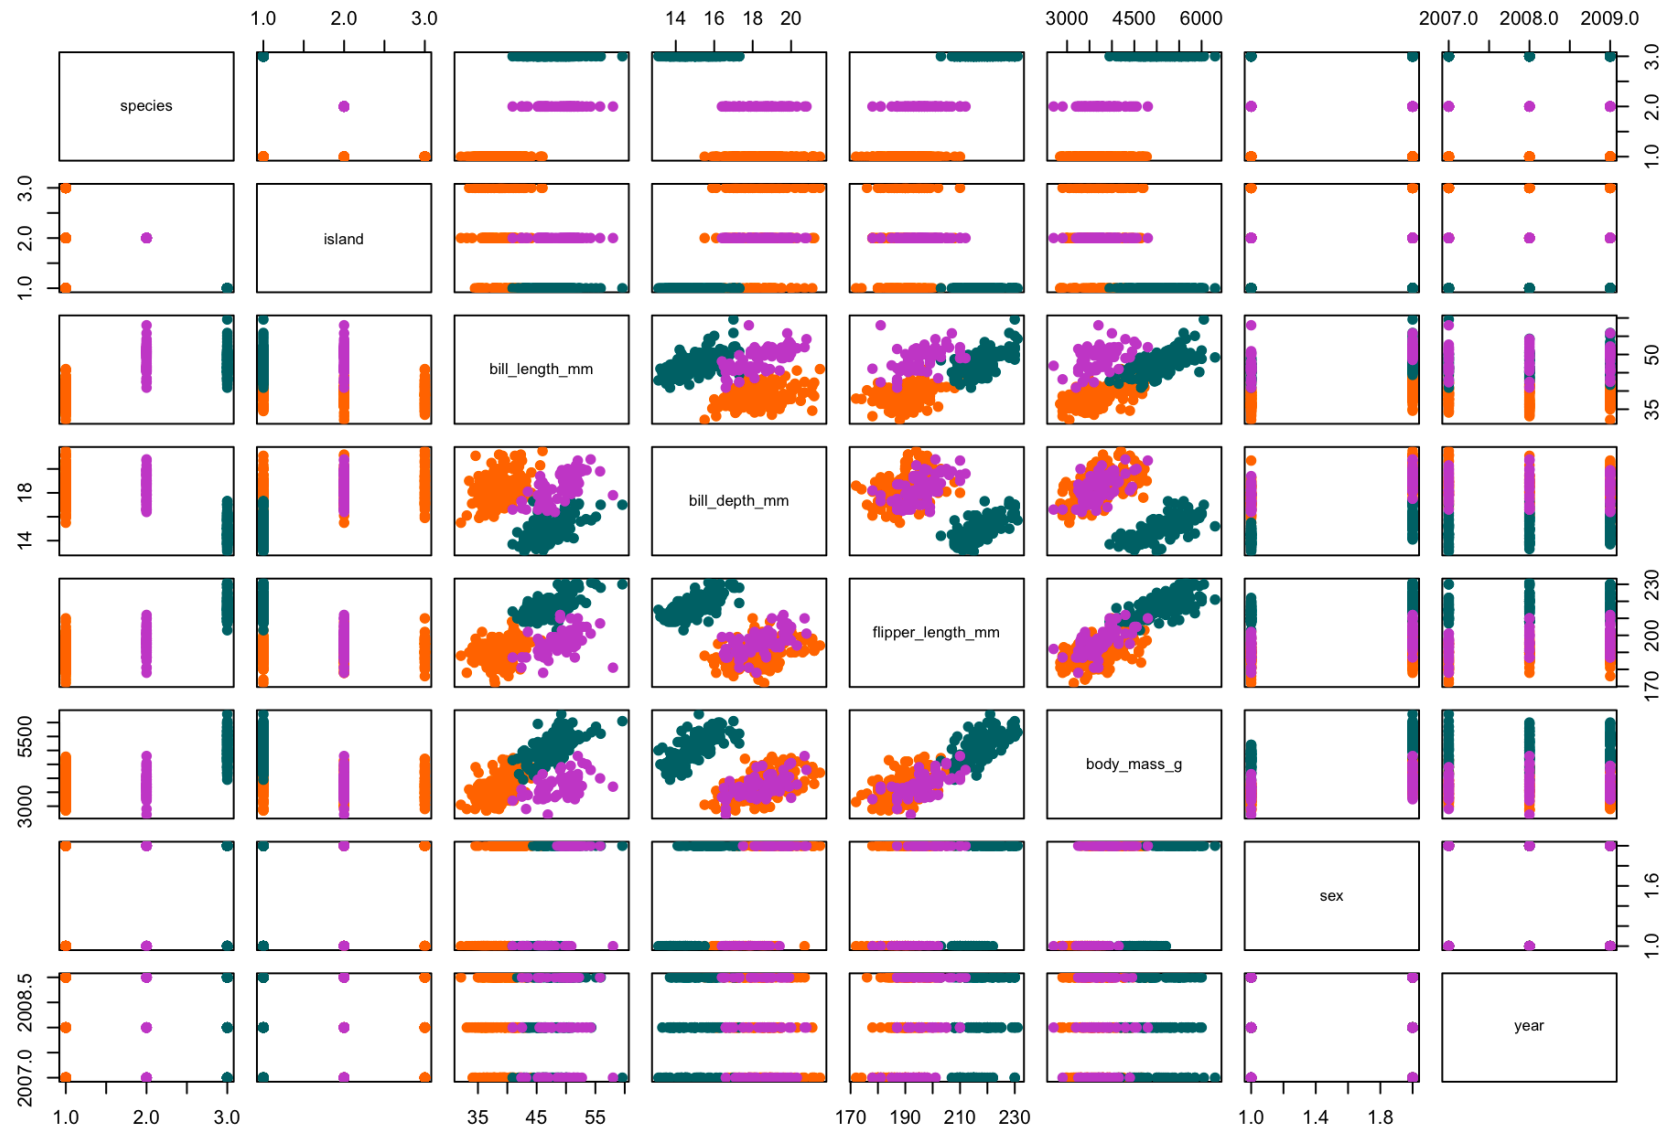 1.0 2.0 3.0 14 16 18 20 3000 4500 6000 2007.0 2008.0 2009.0
species
1.0 2.0 3.0
1.0 2.0 3.0
island
bill_length_mm
35 50
14 18
bill_depth_mm
flipper_length_mm
170 200 230
3000 5500
body_mass_g
sex
1.0 1.6
2007.0 2008.5
year
1.0 2.0 3.0 35 45 55 170 190 210 230 1.0 1.4 1.8